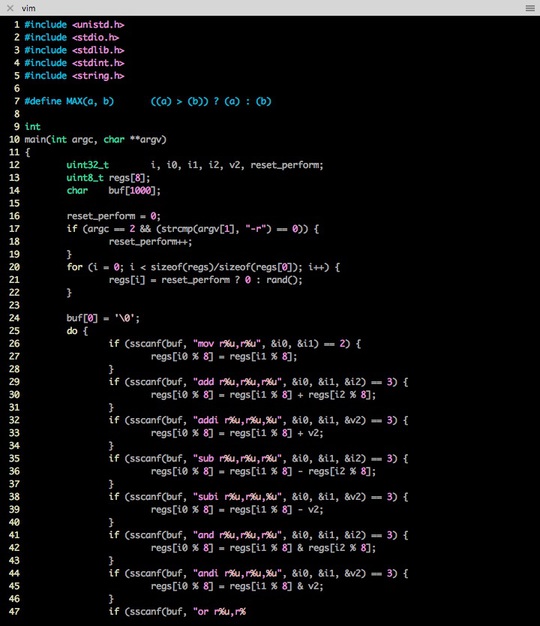 vim
1 #include <unistd.h>
2 #include <stdio.h>
3 #include <stdlib.h>
4 #include <stdint.h>
5 #include <string.h>
6
7 #define MAX(a, b)      ((a) > (b)) ? (a) : (b)
8
9 int
10 main(int argc, char **argv)
11 {
12         uint32_t      i, i0, i1, i2, v2, reset_perform;
13         uint8_t regs[8];
14         char    buf[1000];
15
16         reset_perform = 0;
17         if (argc == 2 && (strcmp(argv[1], "-r") == 0)) {
18                 reset_perform++;
19         }
20         for (i = 0; i < sizeof(regs)/sizeof(regs[0]); i++) {
21                 regs[i] = reset_perform ? 0 : rand();
22         }
23
24         buf[0] = '\0';
25         do {
26                 if (sscanf(buf, "mov r%u,r%u", &i0, &i1) == 2) {
27                         regs[i0 % 8] = regs[i1 % 8];
28                 }
29                 if (sscanf(buf, "add r%u,r%u,r%u", &i0, &i1, &i2) == 3) {
30                         regs[i0 % 8] = regs[i1 % 8] + regs[i2 % 8];
31                 }
32                 if (sscanf(buf, "addi r%u,r%u,%u", &i0, &i1, &v2) == 3) {
33                         regs[i0 % 8] = regs[i1 % 8] + v2;
34                 }
35                 if (sscanf(buf, "sub r%u,r%u,r%u", &i0, &i1, &i2) == 3) {
36                         regs[i0 % 8] = regs[i1 % 8] - regs[i2 % 8];
37                 }
38                 if (sscanf(buf, "subi r%u,r%u,%u", &i0, &i1, &v2) == 3) {
39                         regs[i0 % 8] = regs[i1 % 8] - v2;
40                 }
41                 if (sscanf(buf, "and r%u,r%u,r%u", &i0, &i1, &i2) == 3) {
42                         regs[i0 % 8] = regs[i1 % 8] & regs[i2 % 8];
43                 }
44                 if (sscanf(buf, "andi r%u,r%u,%u", &i0, &i1, &v2) == 3) {
45                         regs[i0 % 8] = regs[i1 % 8] & v2;
46                 }
47                 if (sscanf(buf, "or r%u,r%